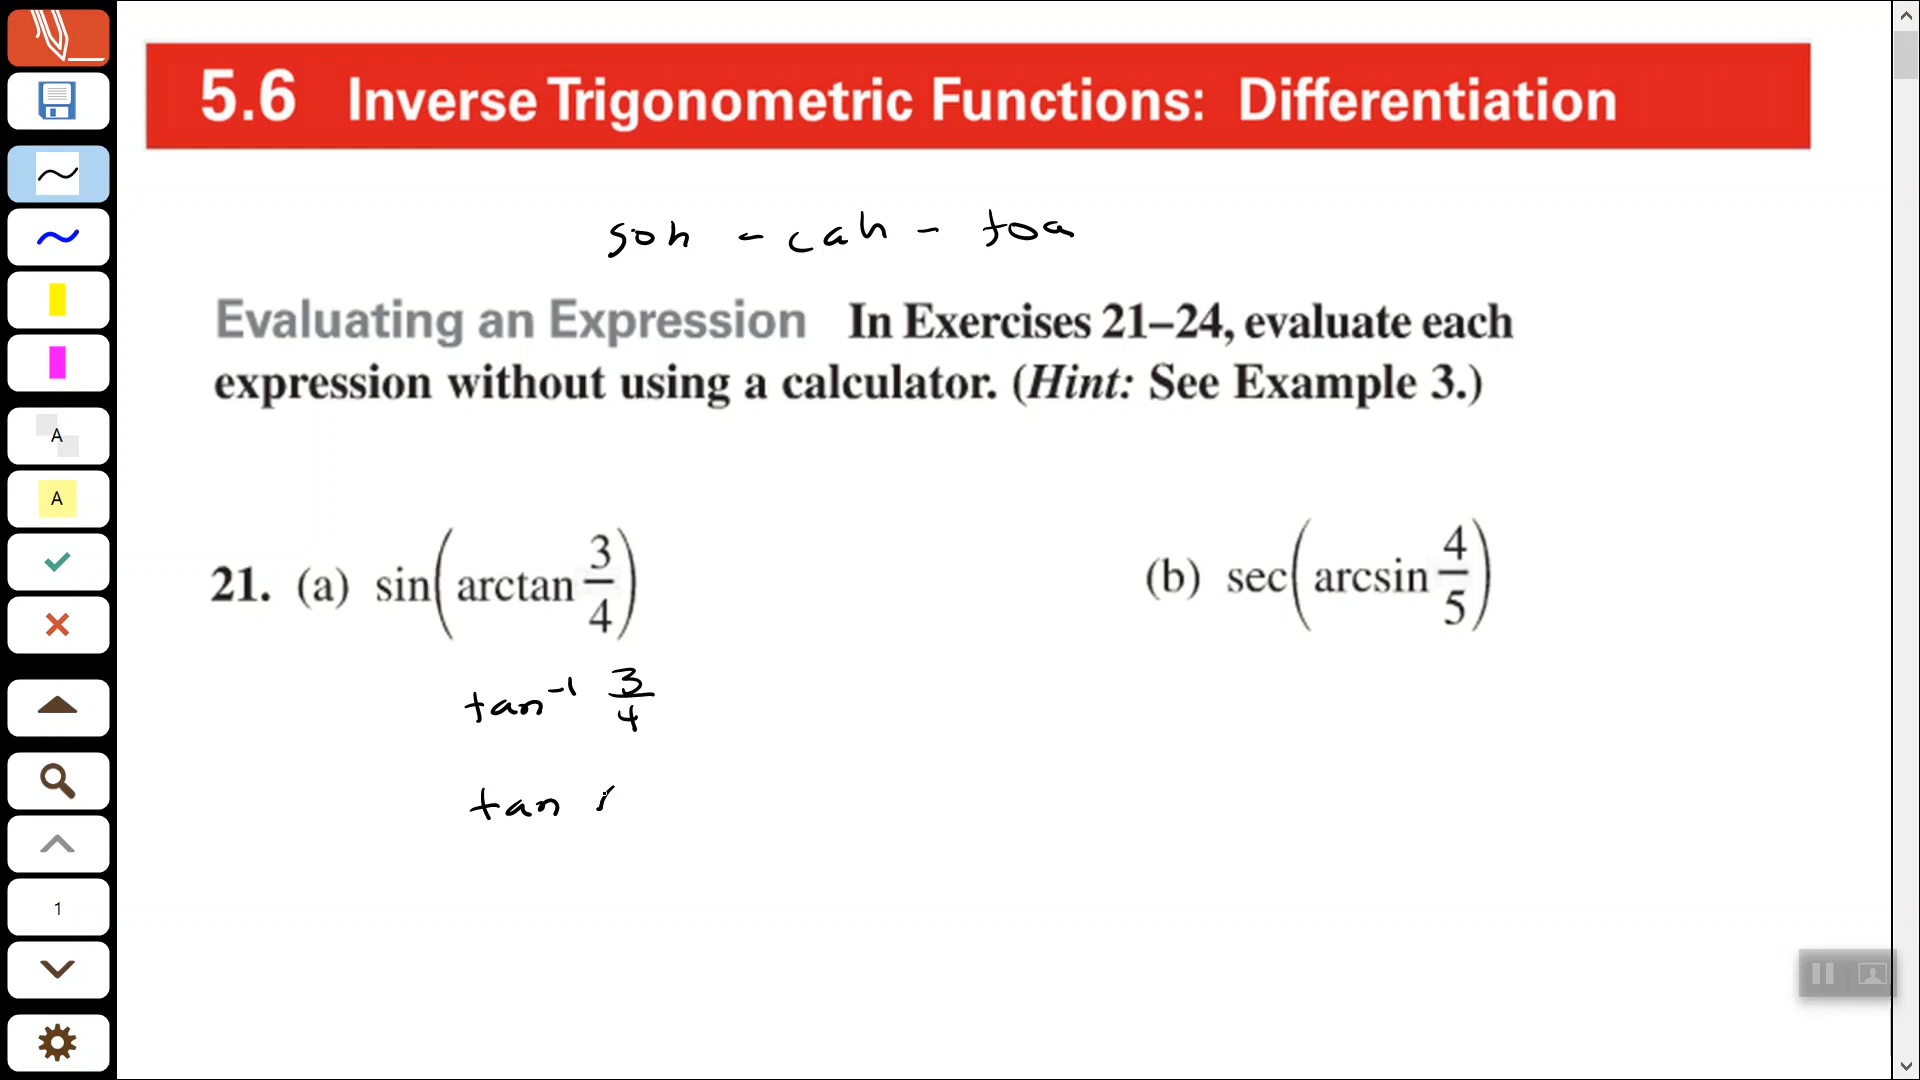 5.6 Inverse Trigonometric Functions: Differentiation
soh - cah - toa
Evaluating an Expression In Exercises 21–24, evaluate each
expression without using a calculator. (Hint: See Example 3.)
21. (a) sin(arctan 3/4) (b) sec(arcsin 4/5)
tan⁻¹ 3/4
tan
A
A
1